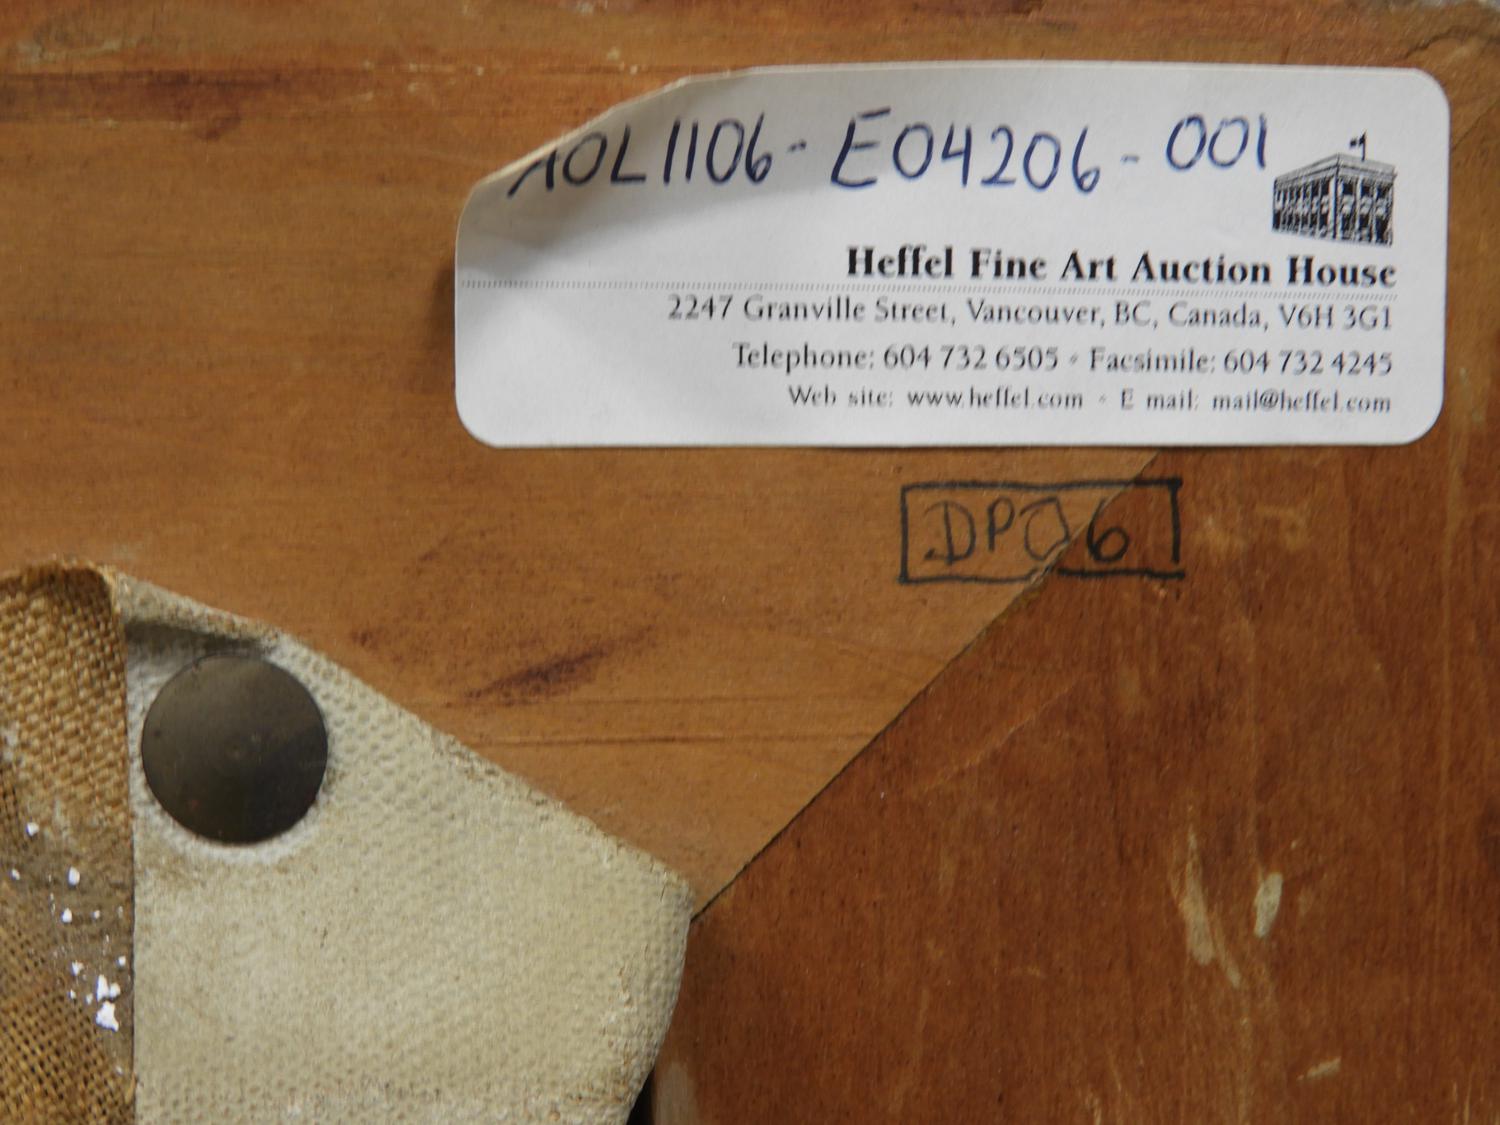 AOL1106-E04206-001
Heffel Fine Art Auction House
2247 Granville Street, Vancouver, BC, Canada, V6H 3G1
Telephone: 604 732 6505 • Facsimile: 604 732 4245
Web site: www.heffel.com • E mail: mail@heffel.com
DPO6